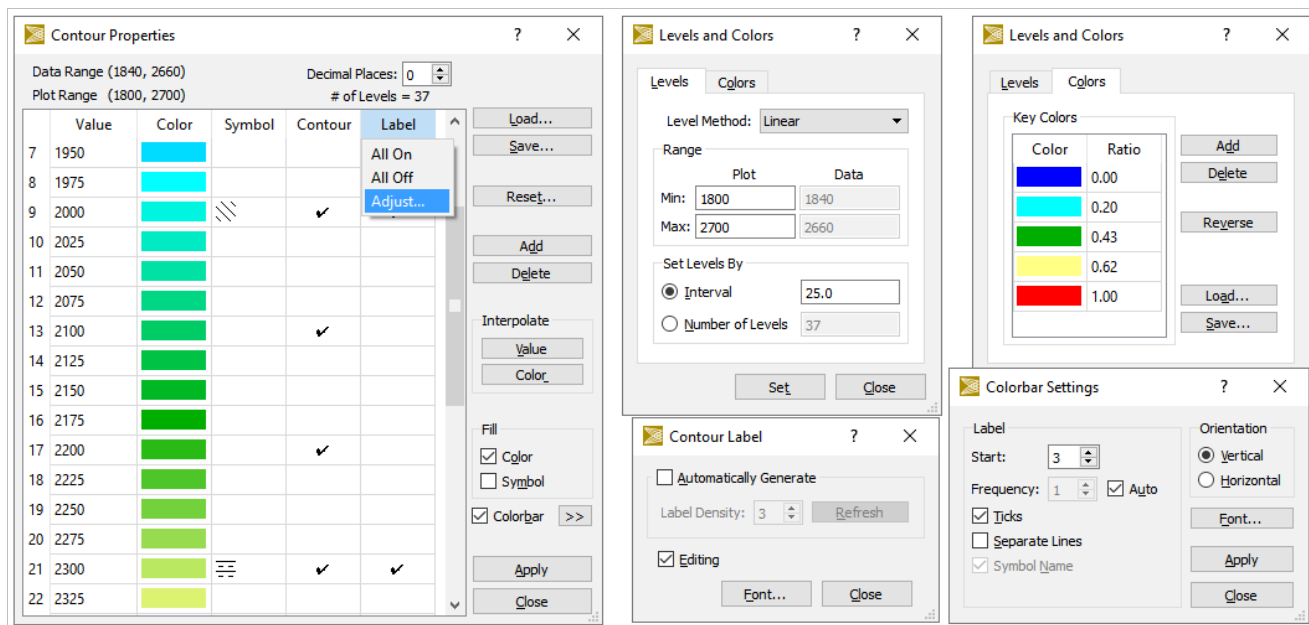 Contour Properties ? ×
Data Range (1840, 2660) Decimal Places: 0
Plot Range (1800, 2700) # of Levels = 37
Value Color Symbol Contour Label
7 1950
8 1975
9 2000 ✔
10 2025
11 2050
12 2075
13 2100 ✔
14 2125
15 2150
16 2175
17 2200 ✔
18 2225
19 2250
20 2275
21 2300 ✔ ✔
22 2325
All On
All Off
Adjust...
Load...
Save...
Reset...
Add
Delete
Interpolate
Value
Color
Fill
Color
Symbol
Colorbar >>
Apply
Close
Levels and Colors ? ×
Levels Colors
Level Method: Linear
Range
Plot Data
Min: 1800 1840
Max: 2700 2660
Set Levels By
Interval 25.0
Number of Levels 37
Set Close
Levels and Colors ? ×
Levels Colors
Key Colors
Color Ratio
0.00
0.20
0.43
0.62
1.00
Add
Delete
Reverse
Load...
Save...
Contour Label ? ×
Automatically Generate
Label Density: 3 Refresh
Editing
Font... Close
Colorbar Settings ? ×
Label
Start: 3
Frequency: 1 Auto
Ticks
Separate Lines
Symbol Name
Orientation
Vertical
Horizontal
Font...
Apply
Close